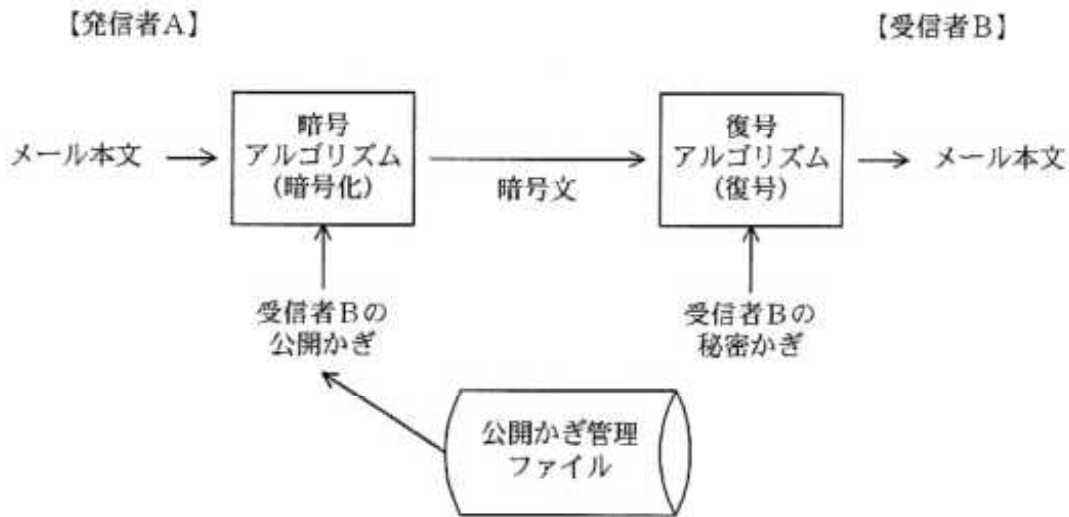 【発信者A】
【受信者B】
メール本文
暗号
アルゴリズム
(暗号化)
暗号文
復号
アルゴリズム
(復号)
メール本文
受信者Bの
公開かぎ
受信者Bの
秘密かぎ
公開かぎ管理
ファイル